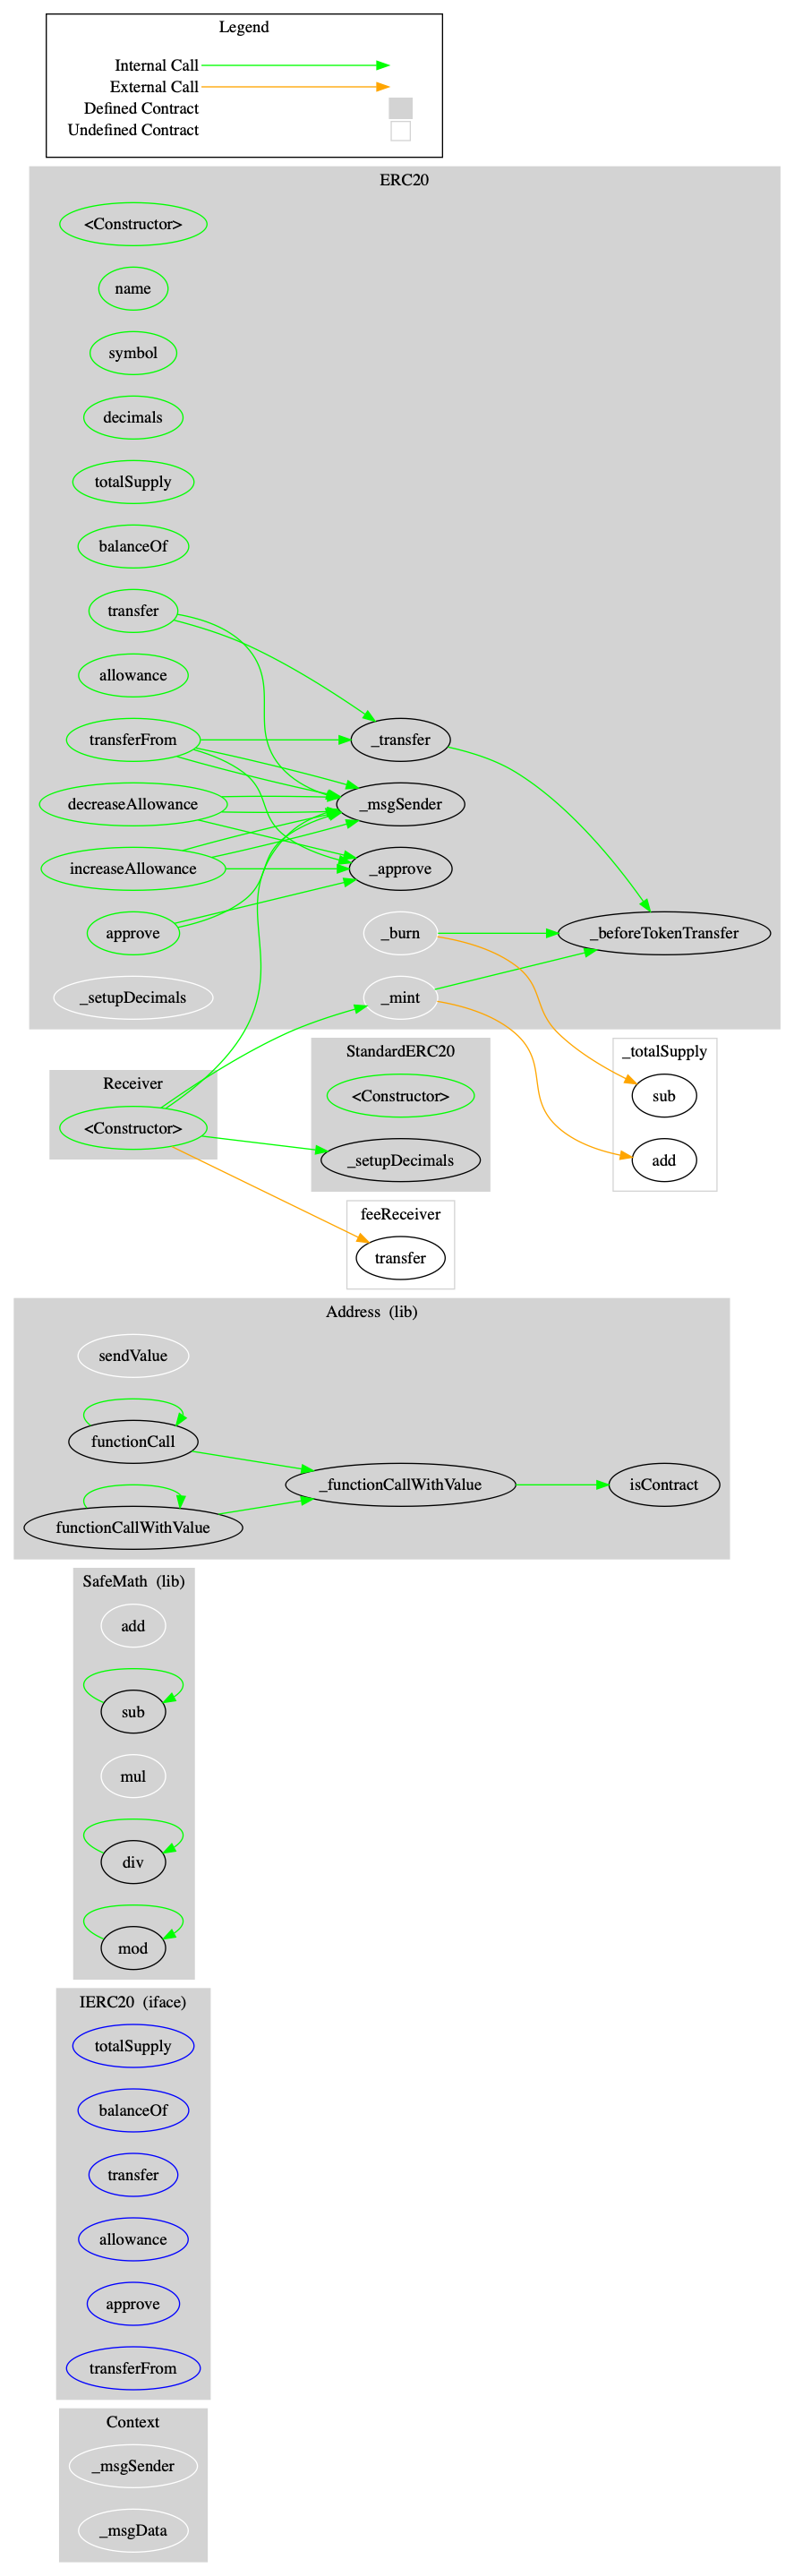 Legend
Internal Call
External Call
Defined Contract
Undefined Contract
ERC20
<Constructor>
name
symbol
decimals
totalSupply
balanceOf
transfer
allowance
transferFrom
_transfer
decreaseAllowance
_msgSender
increaseAllowance
_approve
approve
_burn
_beforeTokenTransfer
_setupDecimals
_mint
Receiver
<Constructor>
StandardERC20
<Constructor>
_setupDecimals
_totalSupply
sub
add
feeReceiver
transfer
Address (lib)
sendValue
functionCall
_functionCallWithValue
isContract
functionCallWithValue
SafeMath (lib)
add
sub
mul
div
mod
IERC20 (iface)
totalSupply
balanceOf
transfer
allowance
approve
transferFrom
Context
_msgSender
_msgData